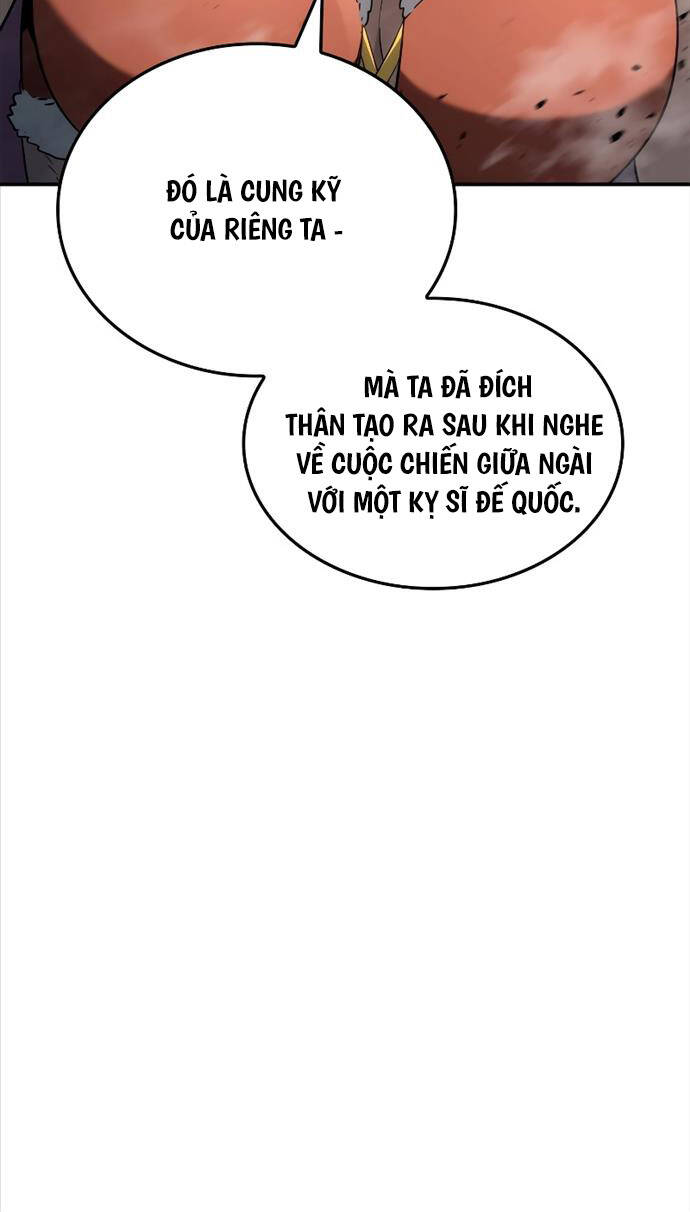 ĐÓ LÀ CUNG KỸ
CỦA RIÊNG TA -
MÀ TA ĐÃ ĐÍCH
THÂN TẠO RA SAU KHI NGHE
VỀ CUỘC CHIẾN GIỮA NGÀI
VỚI MỘT KỴ SĨ ĐẾ QUỐC.